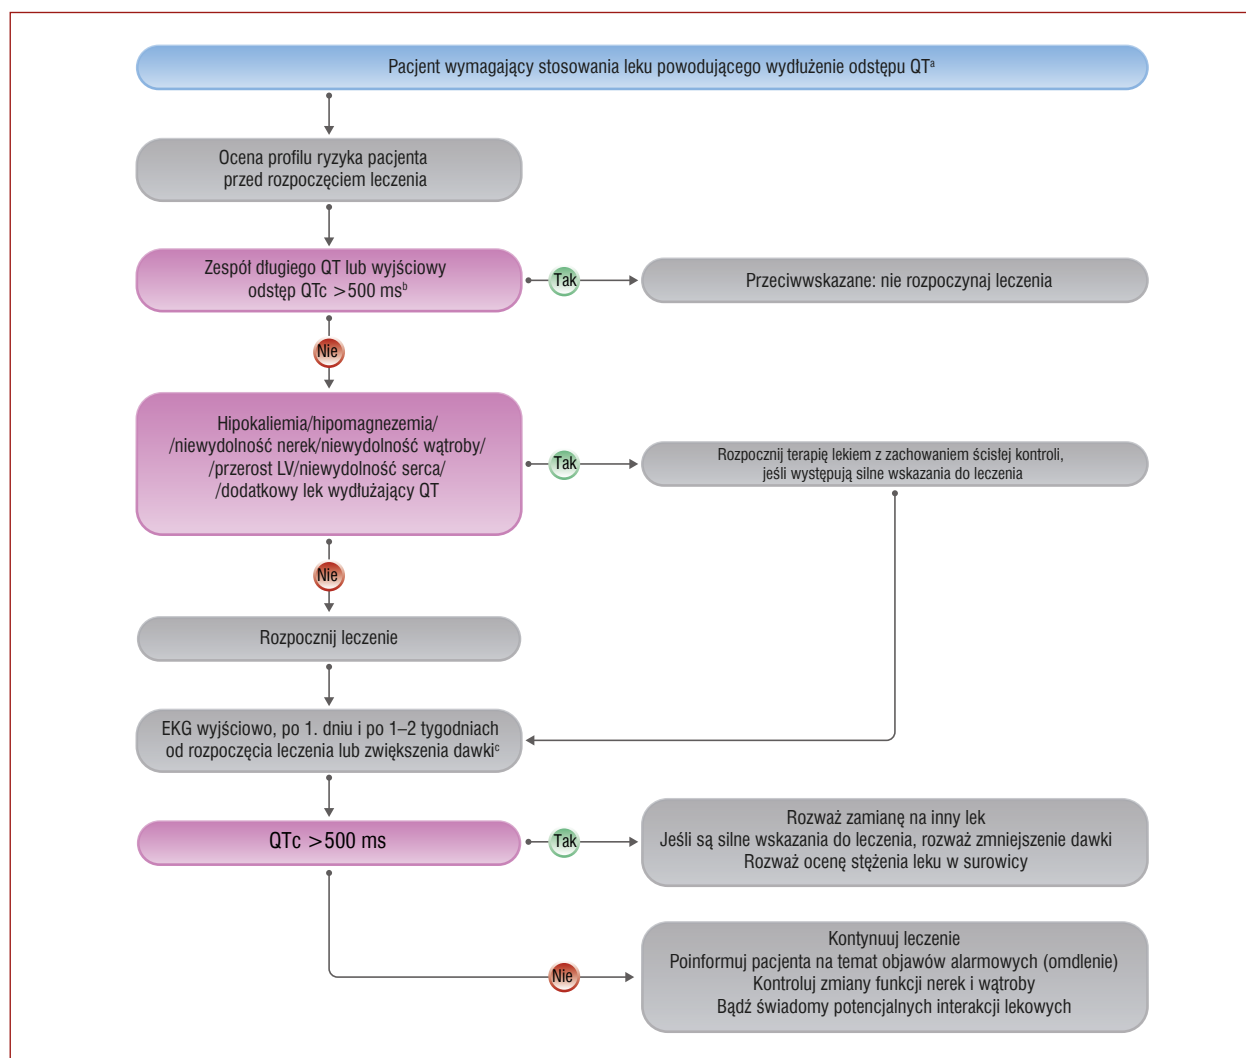 Pacjent wymagający stosowania leku powodującego wydłużenie odstępu QTᵃ
Ocena profilu ryzyka pacjenta
przed rozpoczęciem leczenia
Zespół długiego QT lub wyjściowy
odstęp QTc >500 msᵇ
Tak
Przeciwwskazane: nie rozpoczynaj leczenia
Nie
Hipokaliemia/hipomagnezemia/
/niewydolność nerek/niewydolność wątroby/
/przerost LV/niewydolność serca/
/dodatkowy lek wydłużający QT
Tak
Rozpocznij terapię lekiem z zachowaniem ścisłej kontroli,
jeśli występują silne wskazania do leczenia
Nie
Rozpocznij leczenie
EKG wyjściowo, po 1. dniu i po 1–2 tygodniach
od rozpoczęcia leczenia lub zwiększenia dawkiᶜ
QTc >500 ms
Tak
Rozważ zamianę na inny lek
Jeśli są silne wskazania do leczenia, rozważ zmniejszenie dawki
Rozważ ocenę stężenia leku w surowicy
Nie
Kontynuuj leczenie
Poinformuj pacjenta na temat objawów alarmowych (omdlenie)
Kontroluj zmiany funkcji nerek i wątroby
Bądź świadomy potencjalnych interakcji lekowych